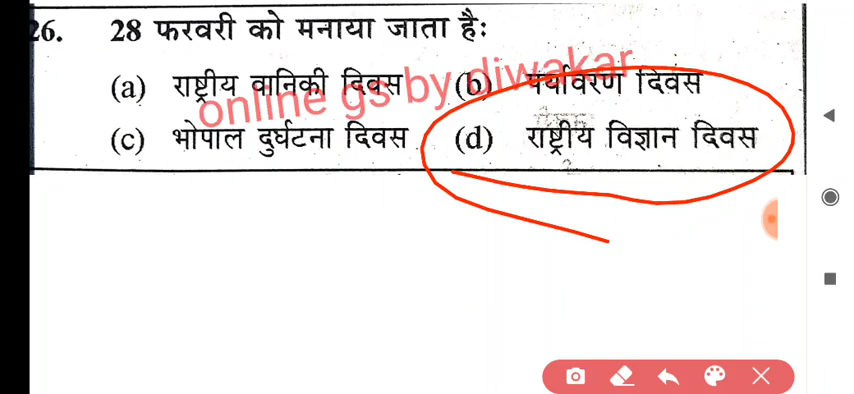 26. 28 फरवरी को मनाया जाता हैः
(a) राष्ट्रीय वानिकी दिवस (b) पर्यावरण दिवस
online gs by diwakar
(c) भोपाल दुर्घटना दिवस (d) राष्ट्रीय विज्ञान दिवस